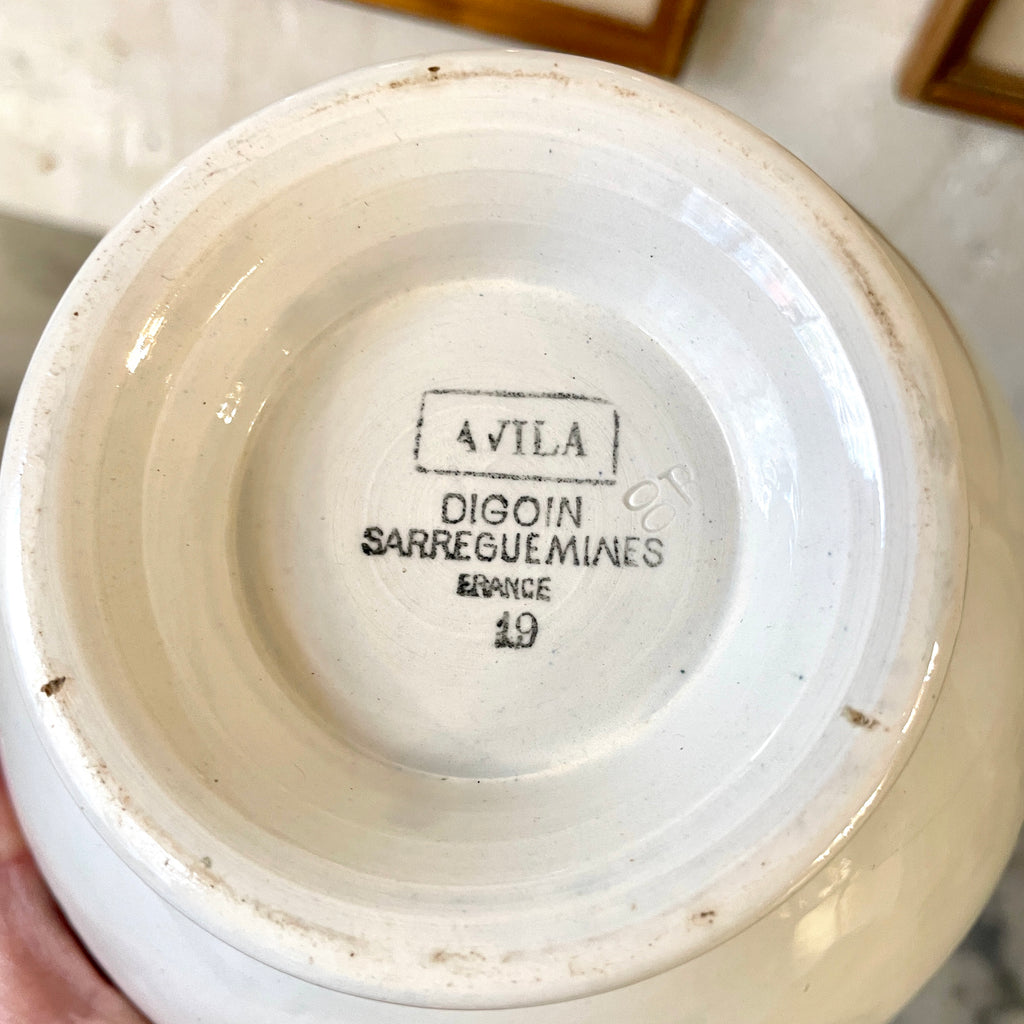 AVILA
DIGOIN
SARREGUEMINES
FRANCE
19